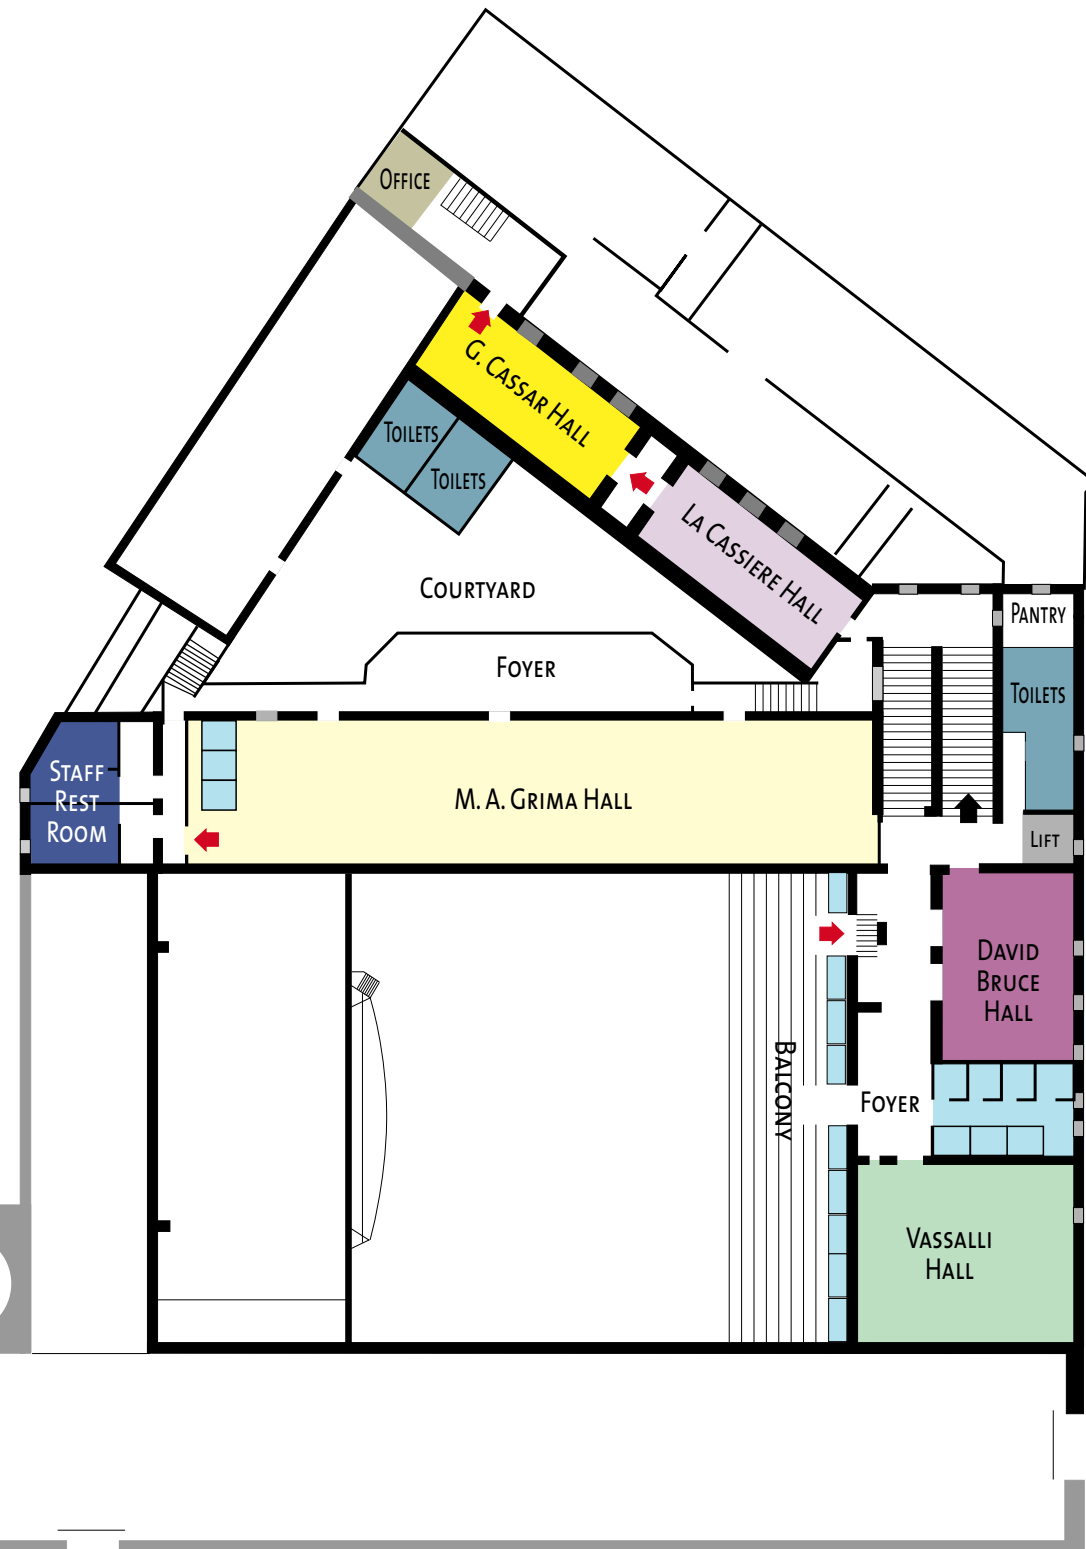 Office
G. Cassar Hall
Toilets
Toilets
La Cassiere Hall
Courtyard
Pantry
Foyer
Toilets
Staff
Rest
Room
M. A. Grima Hall
Lift
David
Bruce
Hall
Balcony
Foyer
Vassalli
Hall